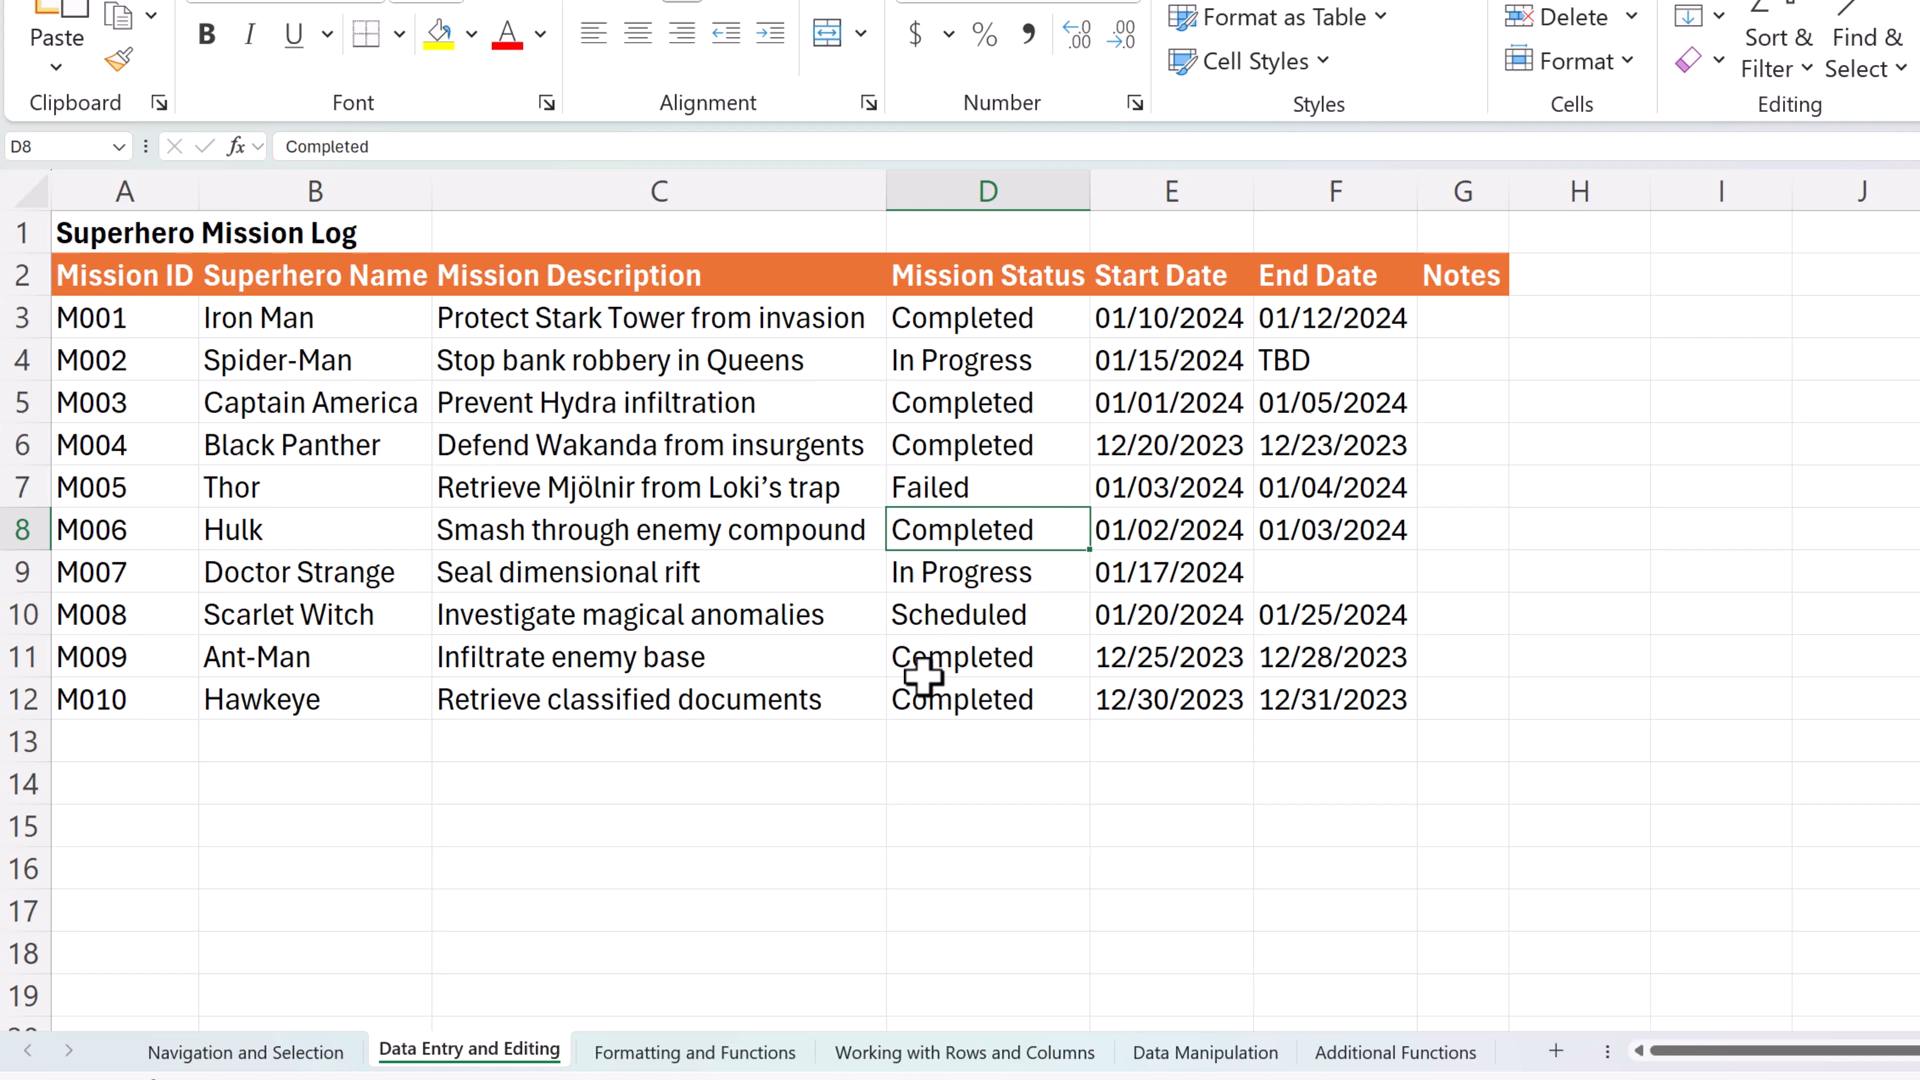 Paste
B I U A
$ % 9 .00 .00
Format as Table
Cell Styles
Delete
Format
Sort &
Filter
Find &
Select
Clipboard Font Alignment Number Styles Cells Editing
D8 fx Completed
A B C D E F G H I J
1 Superhero Mission Log
2 Mission ID Superhero Name Mission Description Mission Status Start Date End Date Notes
3 M001 Iron Man Protect Stark Tower from invasion Completed 01/10/2024 01/12/2024
4 M002 Spider-Man Stop bank robbery in Queens In Progress 01/15/2024 TBD
5 M003 Captain America Prevent Hydra infiltration Completed 01/01/2024 01/05/2024
6 M004 Black Panther Defend Wakanda from insurgents Completed 12/20/2023 12/23/2023
7 M005 Thor Retrieve Mjölnir from Loki’s trap Failed 01/03/2024 01/04/2024
8 M006 Hulk Smash through enemy compound Completed 01/02/2024 01/03/2024
9 M007 Doctor Strange Seal dimensional rift In Progress 01/17/2024
10 M008 Scarlet Witch Investigate magical anomalies Scheduled 01/20/2024 01/25/2024
11 M009 Ant-Man Infiltrate enemy base Completed 12/25/2023 12/28/2023
12 M010 Hawkeye Retrieve classified documents Completed 12/30/2023 12/31/2023
13
14
15
16
17
18
19
Navigation and Selection Data Entry and Editing Formatting and Functions Working with Rows and Columns Data Manipulation Additional Functions